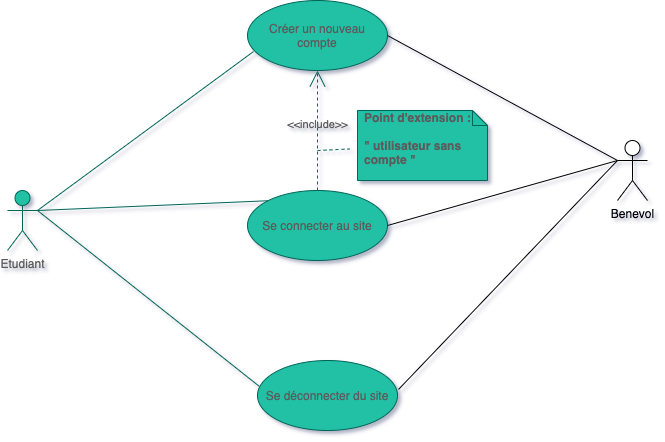 Créer un nouveau
compte
<<include>>
Point d'extension :
" utilisateur sans
compte "
Benevol
Se connecter au site
Etudiant
Se déconnecter du site